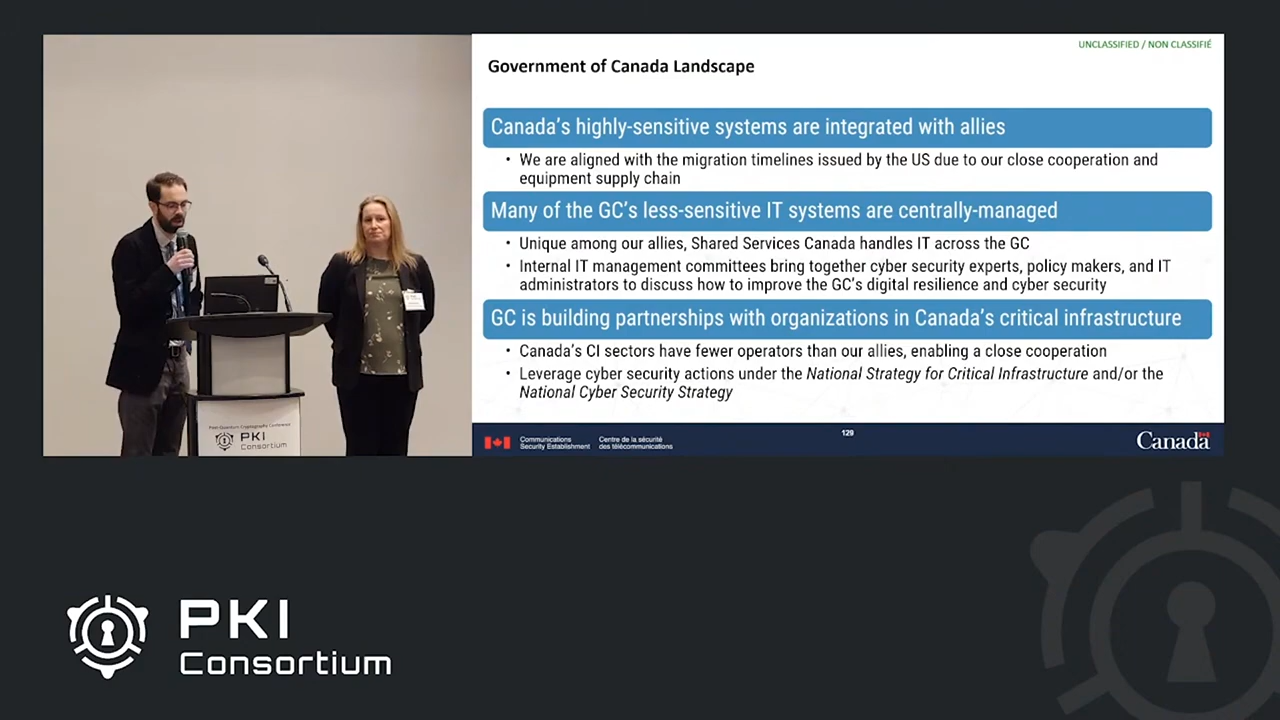 UNCLASSIFIED / NON CLASSIFIÉ
Government of Canada Landscape
Canada's highly-sensitive systems are integrated with allies
• We are aligned with the migration timelines issued by the US due to our close cooperation and
equipment supply chain
Many of the GC's less-sensitive IT systems are centrally-managed
• Unique among our allies, Shared Services Canada handles IT across the GC
• Internal IT management committees bring together cyber security experts, policy makers, and IT
administrators to discuss how to improve the GC's digital resilience and cyber security
GC is building partnerships with organizations in Canada's critical infrastructure
• Canada's CI sectors have fewer operators than our allies, enabling a close cooperation
• Leverage cyber security actions under the National Strategy for Critical Infrastructure and/or the
National Cyber Security Strategy
Communications
Security Establishment
Centre de la sécurité
des télécommunications
129
Canada
Post-Quantum Cryptography Conference
PKI
Consortium
PKI
Consortium